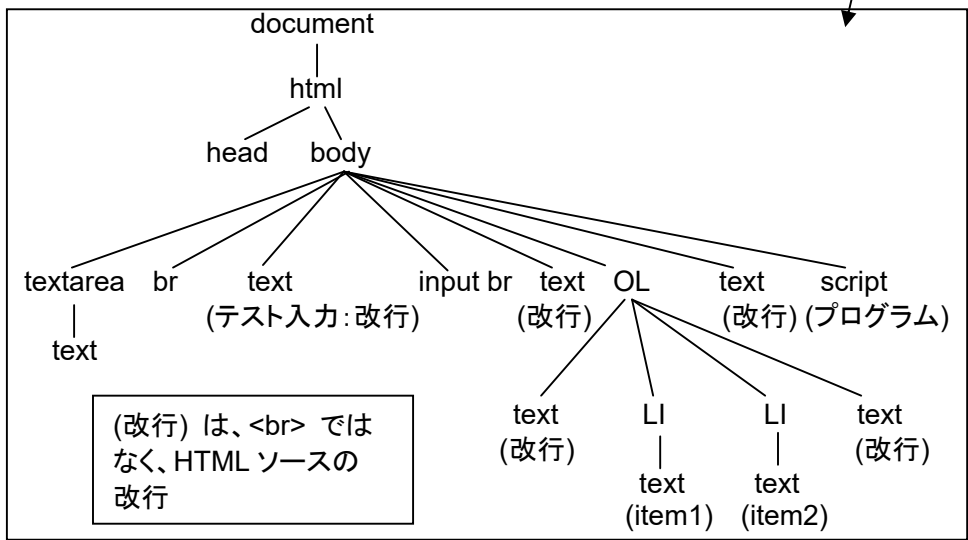 document
html
head body
textarea br text input br text OL text script
(テスト入力：改行) (改行) (改行) (プログラム)
text
text LI LI text
(改行) (改行)
text text
(item1) (item2)
(改行) は、<br> では
なく、HTML ソースの
改行